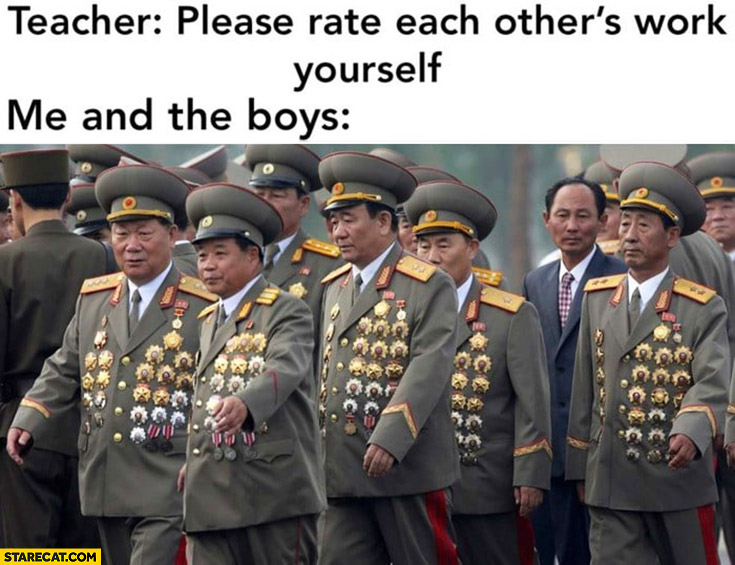 Teacher: Please rate each other's work
yourself
Me and the boys:
STARECAT.COM